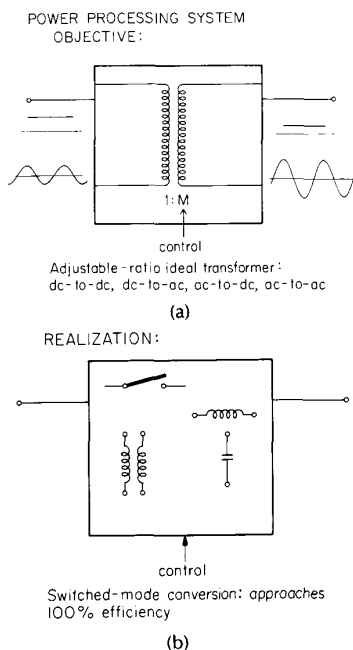 POWER PROCESSING SYSTEM
OBJECTIVE:
1:M
control
Adjustable-ratio ideal transformer:
dc-to-dc, dc-to-ac, ac-to-dc, ac-to-ac
(a)
REALIZATION:
control
Switched-mode conversion: approaches
100% efficiency
(b)